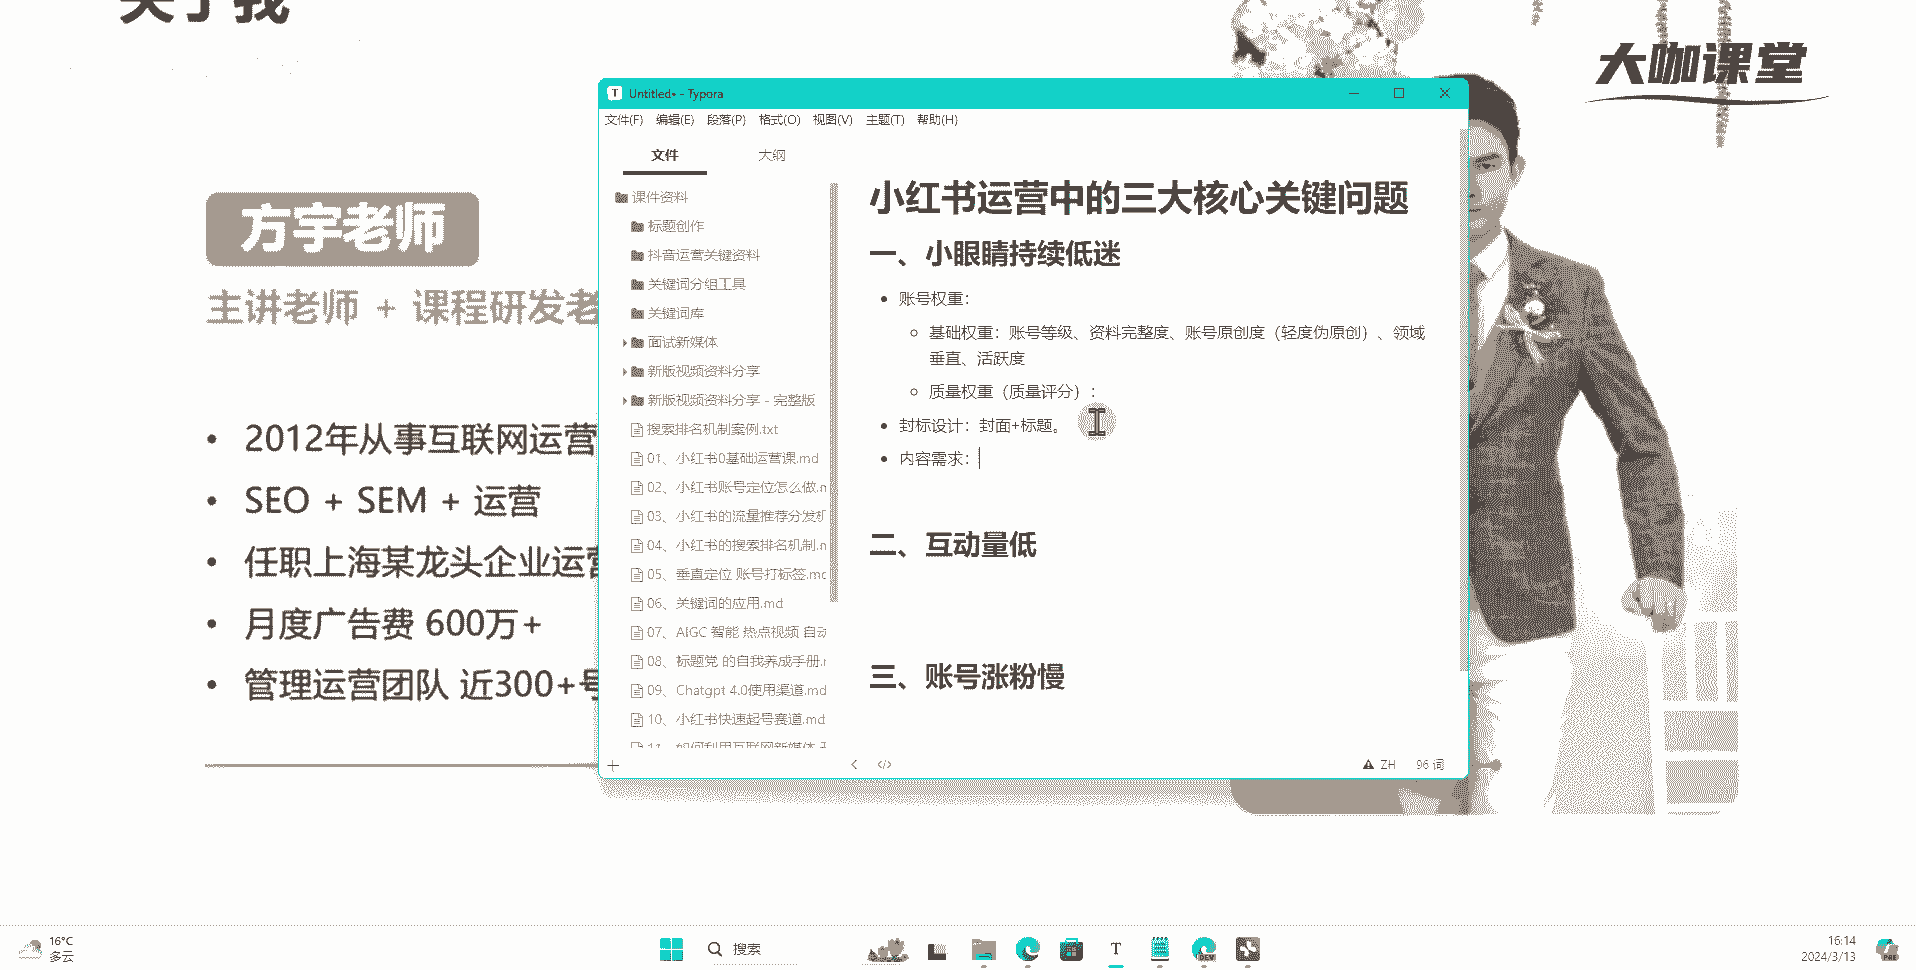 关于我
大咖课堂
方宇老师
主讲老师 + 课程研发老
• 2012年从事互联网运营
• SEO + SEM + 运营
• 任职上海某龙头企业运营
• 月度广告费 600万+
• 管理运营团队 近300+号
Untitled• - Typora
文件(F) 编辑(E) 段落(P) 格式(O) 视图(V) 主题(T) 帮助(H)
文件 大纲
课件资料
标题创作
抖音运营关键资料
关键词分组工具
关键词库
面试新媒体
新版视频资料分享
新版视频资料分享 - 完整版
搜索排名机制案例.txt
01、小红书0基础运营课.md
02、小红书账号定位怎么做.m
03、小红书的流量推荐分发机
04、小红书的搜索排名机制.m
05、垂直定位 账号打标签.md
06、关键词的应用.md
07、AIGC 智能 热点视频 自动
08、标题党 的自我养成手册.m
09、Chatgpt 4.0使用渠道.md
10、小红书快速起号赛道.md
11、如何利用互联网新媒体
小红书运营中的三大核心关键问题
一、小眼睛持续低迷
• 账号权重：
基础权重：账号等级、资料完整度、账号原创度（轻度伪原创）、领域
垂直、活跃度
质量权重（质量评分）：
• 封标设计：封面+标题。
• 内容需求：
二、互动量低
三、账号涨粉慢
ZH 96 词
16°C
多云
搜索
T
DEV
PRE
16:14
2024/3/13